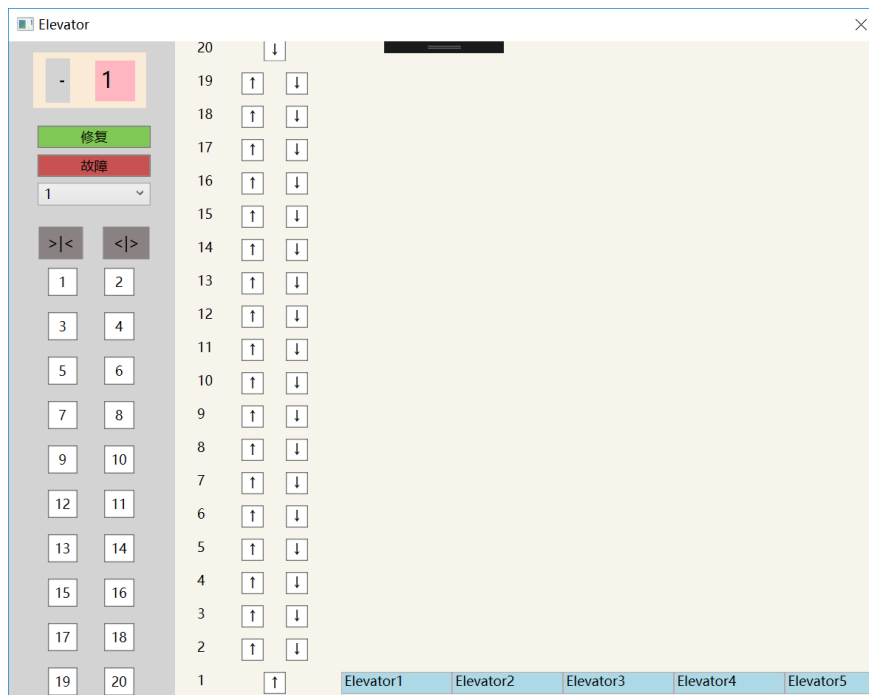 Elevator
- 1
修复
故障
1
>|< <|>
1 2
3 4
5 6
7 8
9 10
12 11
13 14
15 16
17 18
19 20
20 ↓
19 ↑ ↓
18 ↑ ↓
17 ↑ ↓
16 ↑ ↓
15 ↑ ↓
14 ↑ ↓
13 ↑ ↓
12 ↑ ↓
11 ↑ ↓
10 ↑ ↓
9 ↑ ↓
8 ↑ ↓
7 ↑ ↓
6 ↑ ↓
5 ↑ ↓
4 ↑ ↓
3 ↑ ↓
2 ↑ ↓
1 ↑ Elevator1 Elevator2 Elevator3 Elevator4 Elevator5